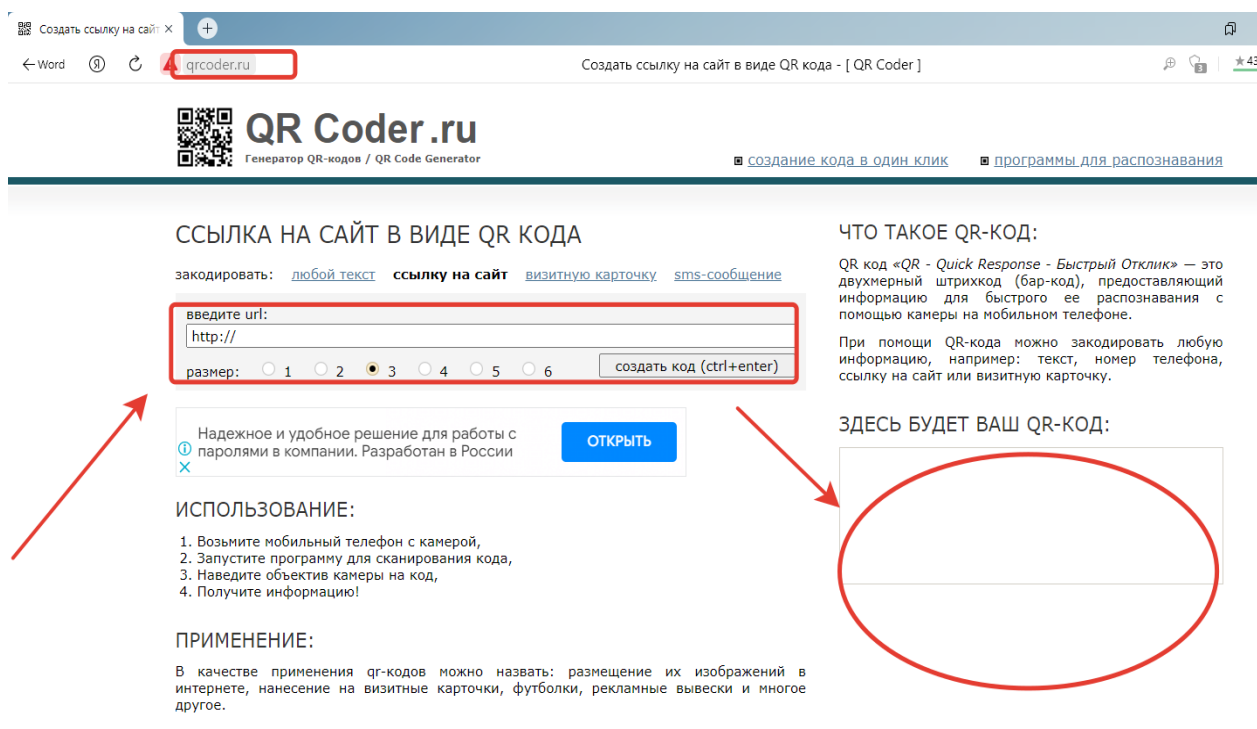 Создать ссылку на сайт
Word
qrcoder.ru
Создать ссылку на сайт в виде QR кода - [ QR Coder ]
3
43
QR Coder.ru
Генератор QR-кодов / QR Code Generator
создание кода в один клик
программы для распознавания
ССЫЛКА НА САЙТ В ВИДЕ QR КОДА
закодировать: любой текст ссылку на сайт визитную карточку sms-сообщение
введите url:
http://
размер: 1 2 3 4 5 6 создать код (ctrl+enter)
Надежное и удобное решение для работы с
паролями в компании. Разработан в России
ОТКРЫТЬ
ИСПОЛЬЗОВАНИЕ:
1. Возьмите мобильный телефон с камерой,
2. Запустите программу для сканирования кода,
3. Наведите объектив камеры на код,
4. Получите информацию!
ПРИМЕНЕНИЕ:
В качестве применения qr-кодов можно назвать: размещение их изображений в
интернете, нанесение на визитные карточки, футболки, рекламные вывески и многое
другое.
ЧТО ТАКОЕ QR-КОД:
QR код «QR - Quick Response - Быстрый Отклик» — это
двухмерный штрихкод (бар-код), предоставляющий
информацию для быстрого ее распознавания с
помощью камеры на мобильном телефоне.
При помощи QR-кода можно закодировать любую
информацию, например: текст, номер телефона,
ссылку на сайт или визитную карточку.
ЗДЕСЬ БУДЕТ ВАШ QR-КОД: